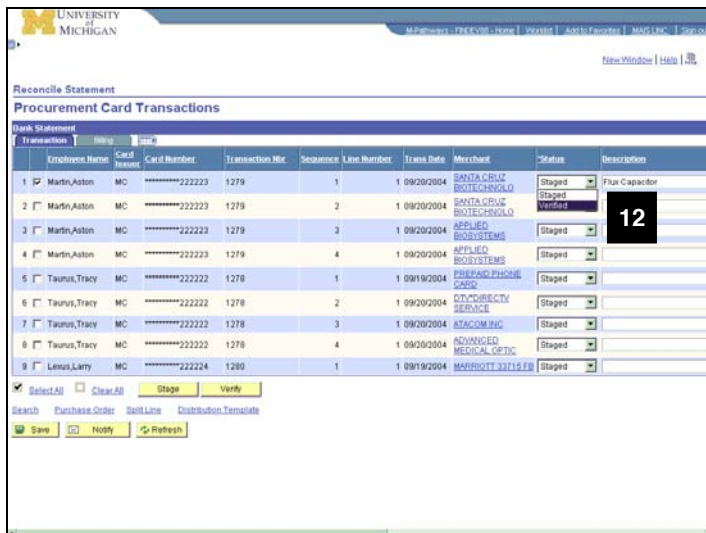 UNIVERSITY
OF
MICHIGAN
M-Pathways - FINDEV88 - Home | Worklist | Add to Favorites | MAIS LINC | Sign out
New Window | Help |
Reconcile Statement
Procurement Card Transactions
Bank Statement
Transaction Billing
Employee Name Card Issuer Card Number Transaction Nbr Sequence Line Number Trans Date Merchant *Status Description
1 Martin,Aston MC ***********222223 1279 1 1 09/20/2004 SANTA CRUZ BIOTECHNOLO Staged Flux Capacitor
Staged
Verified
2 Martin,Aston MC ***********222223 1279 2 1 09/20/2004 SANTA CRUZ BIOTECHNOLO
12
3 Martin,Aston MC ***********222223 1279 3 1 09/20/2004 APPLIED BIOSYSTEMS Staged
4 Martin,Aston MC ***********222223 1279 4 1 09/20/2004 APPLIED BIOSYSTEMS Staged
5 Taurus,Tracy MC ***********222222 1278 1 1 09/19/2004 PREPAID PHONE CARD Staged
6 Taurus,Tracy MC ***********222222 1278 2 1 09/20/2004 DTV*DIRECTV SERVICE Staged
7 Taurus,Tracy MC ***********222222 1278 3 1 09/20/2004 ATACOM INC Staged
8 Taurus,Tracy MC ***********222222 1278 4 1 09/20/2004 ADVANCED MEDICAL OPTIC Staged
9 Lexus,Larry MC ***********222224 1280 1 1 09/19/2004 MARRIOTT 33715 FB Staged
Select All Clear All Stage Verify
Search Purchase Order Split Line Distribution Template
Save Notify Refresh